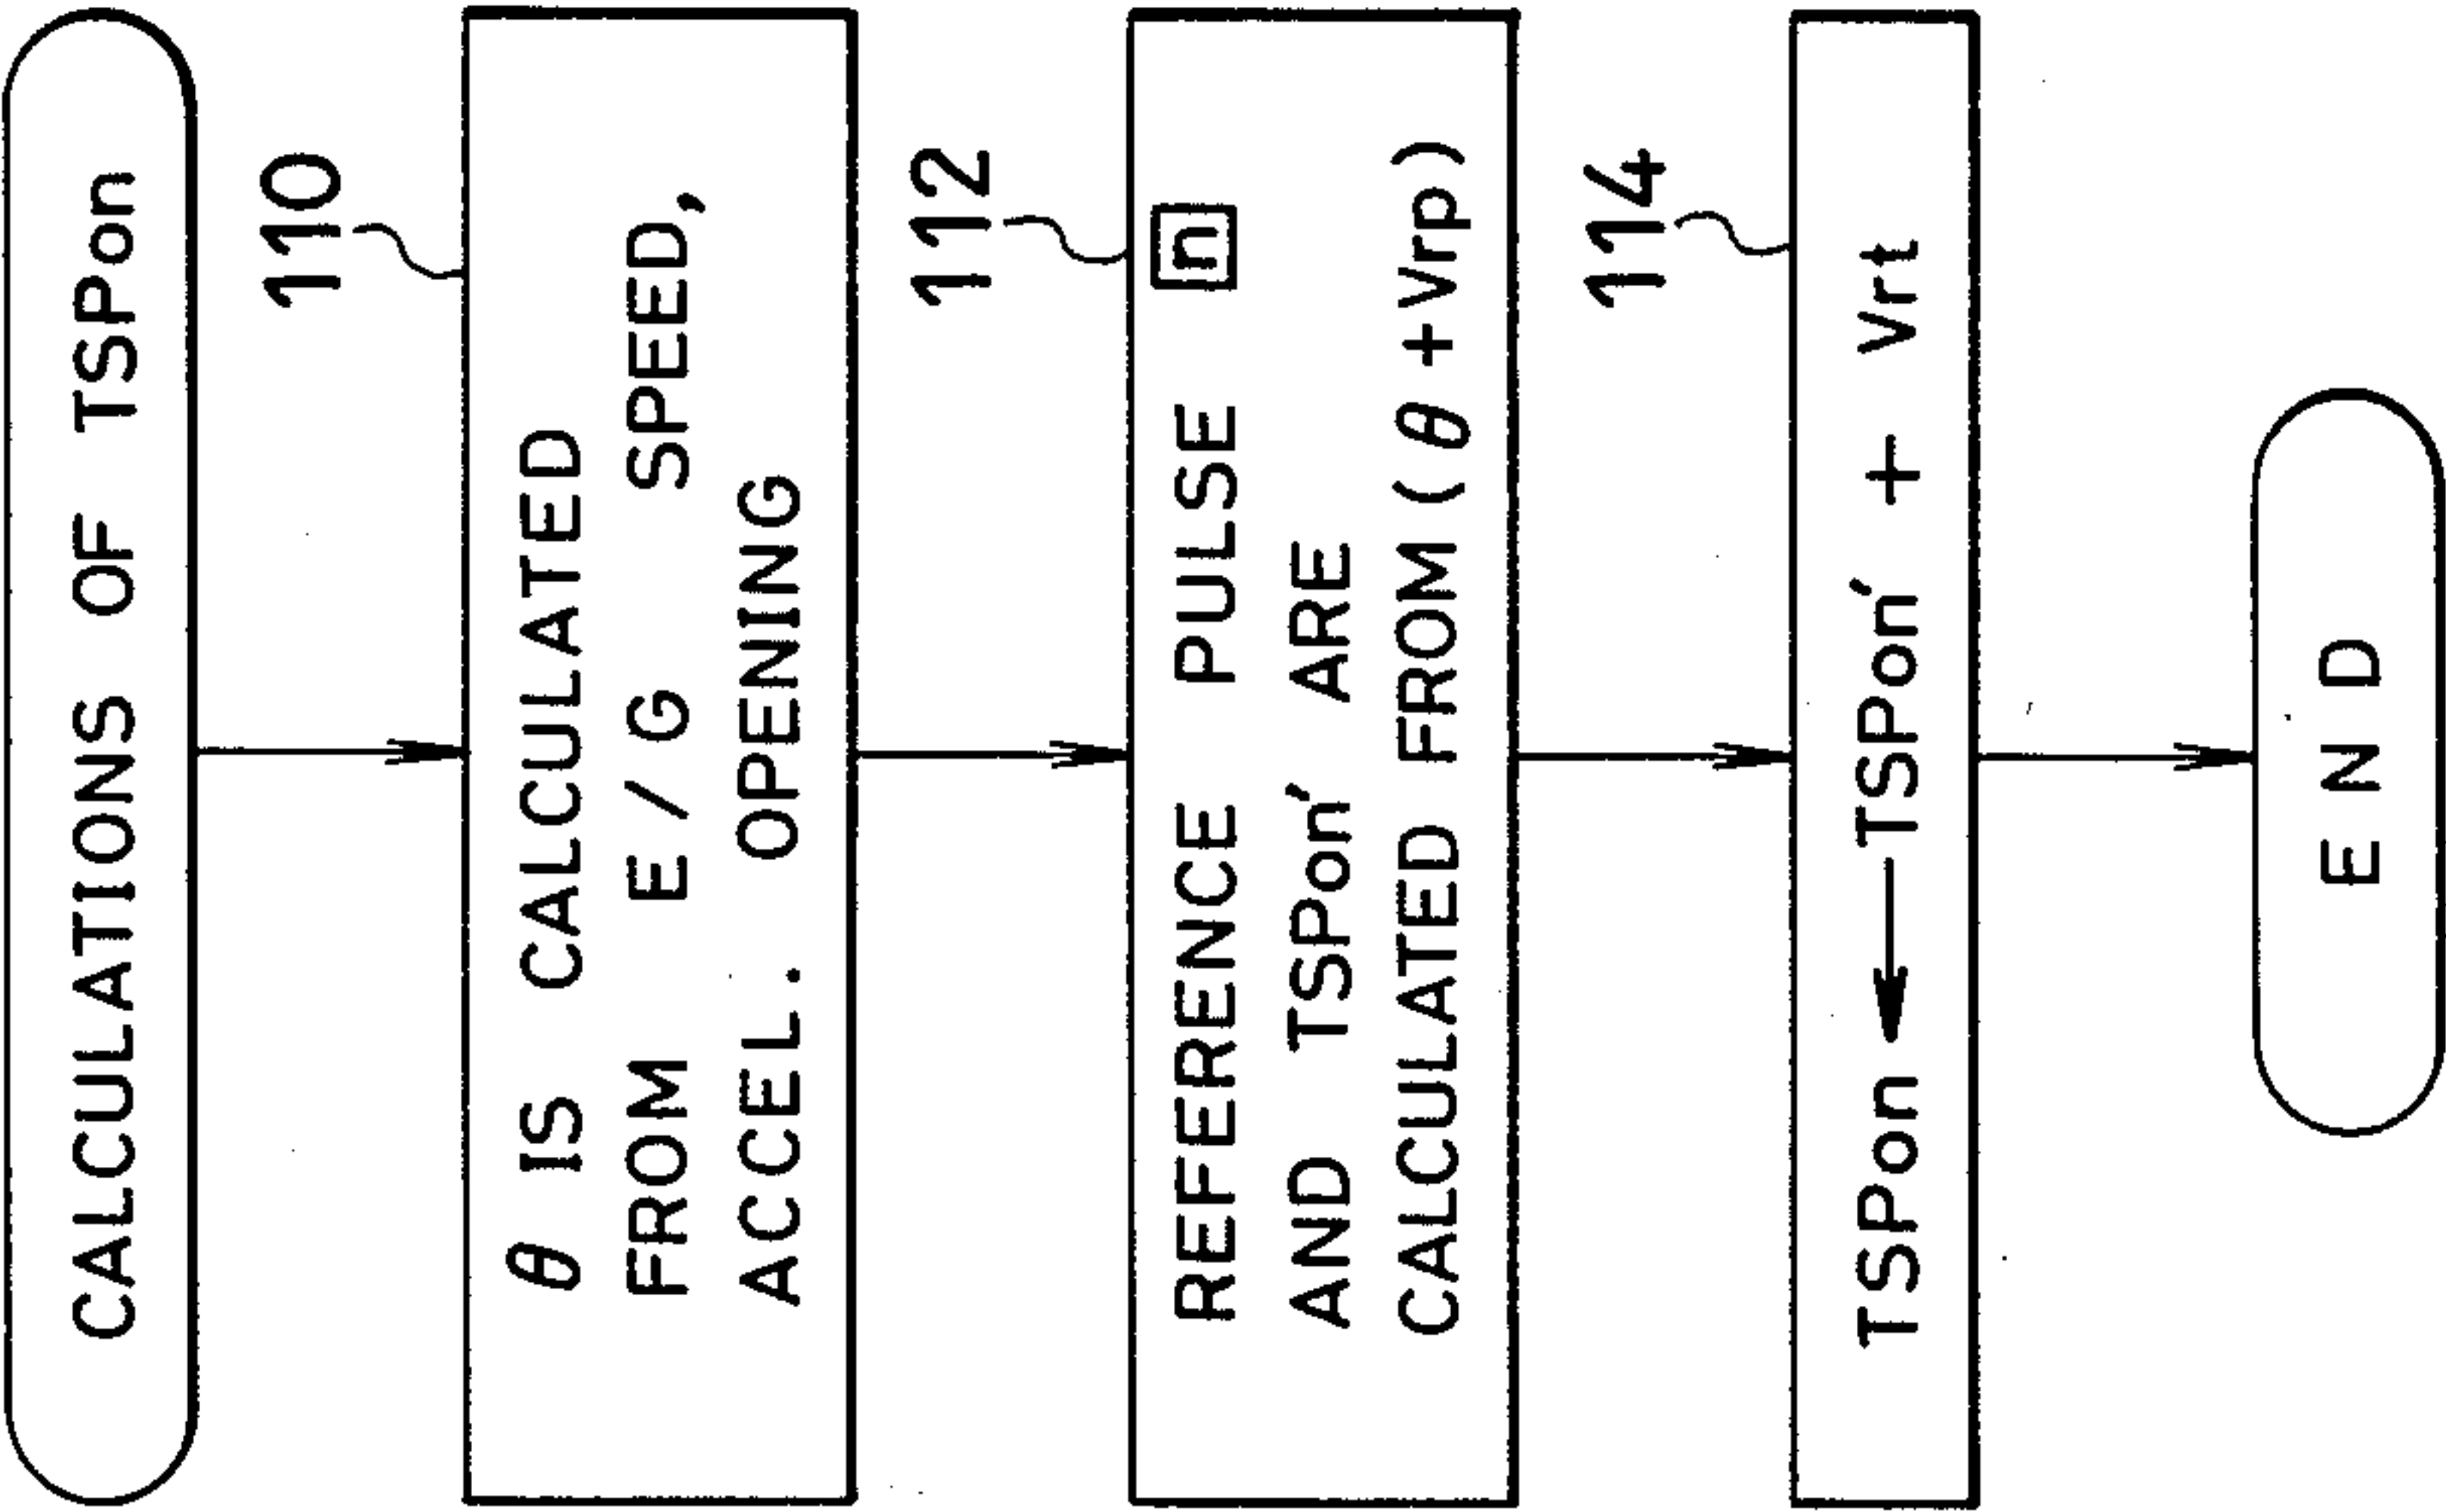 CALCULATIONS OF TSPon
110
θ IS CALCULATED
FROM E/G SPEED,
ACCEL. OPENING
112
REFERENCE PULSE n
AND TSPon' ARE
CALCULATED FROM (θ+Vrp)
114
TSPon ← TSPon' + Vrt
END